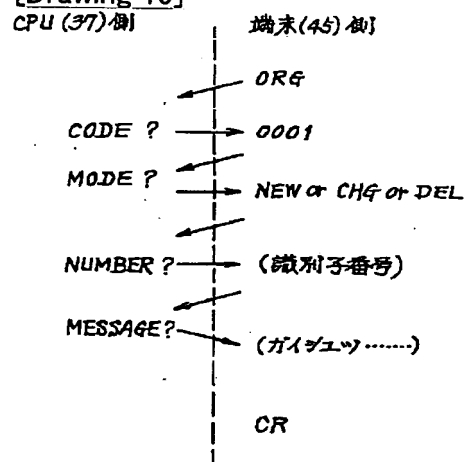 [Drawing 10]
CPU (37)側 端末(45)側
ORG
CODE ? 0001
MODE ?
NEW or CHG or DEL
NUMBER ? (識別子番号)
MESSAGE?
(ガイシュツ.......)
CR